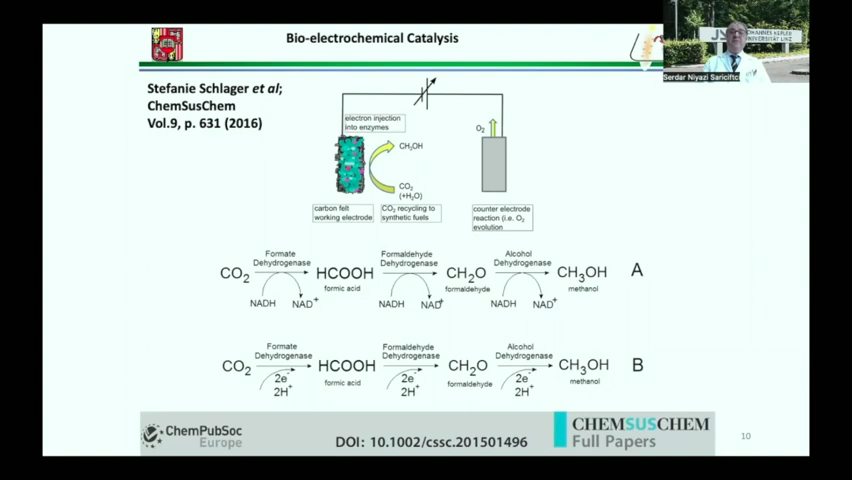 Bio-electrochemical Catalysis
JOHANNES KEPLER
UNIVERSITÄT LINZ
Serdar Niyazi Sariciftci
Stefanie Schlager et al;
ChemSusChem
Vol.9, p. 631 (2016)
electron injection
into enzymes
CH3OH
CO2
(+H2O)
O2
carbon felt
working electrode
CO2 recycling to
synthetic fuels
counter electrode
reaction (i.e. O2
evolution
Formate
Dehydrogenase
Formaldehyde
Dehydrogenase
Alcohol
Dehydrogenase
CO2 HCOOH CH2O CH3OH A
formic acid formaldehyde methanol
NADH NAD+ NADH NAD+ NADH NAD+
Formate
Dehydrogenase
Formaldehyde
Dehydrogenase
Alcohol
Dehydrogenase
CO2 HCOOH CH2O CH3OH B
formic acid formaldehyde methanol
2e- 2e- 2e-
2H+ 2H+ 2H+
ChemPubSoc
Europe
DOI: 10.1002/cssc.201501496
CHEMSUSCHEM
Full Papers
10